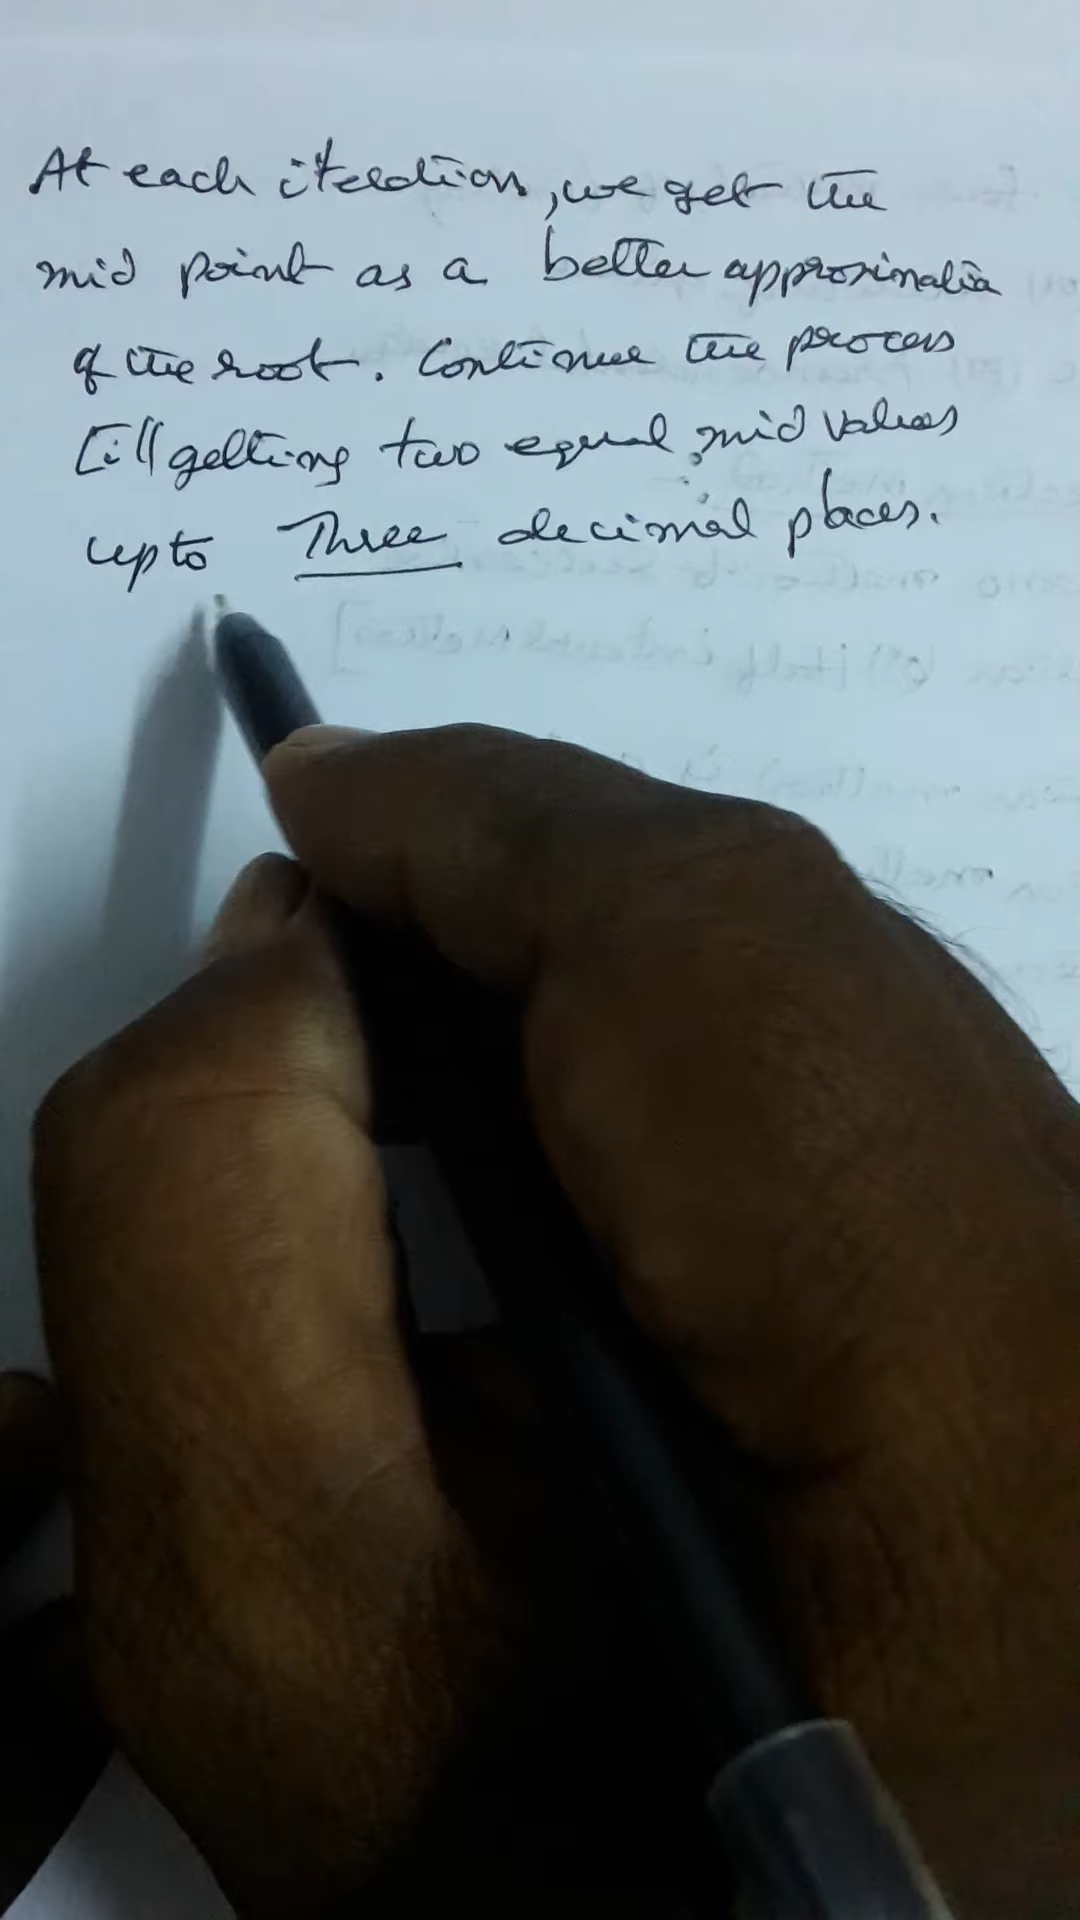 At each iteration, we get the
mid point as a better approximation
of the root. Continue the process
till getting two equal mid values
upto Three decimal places.